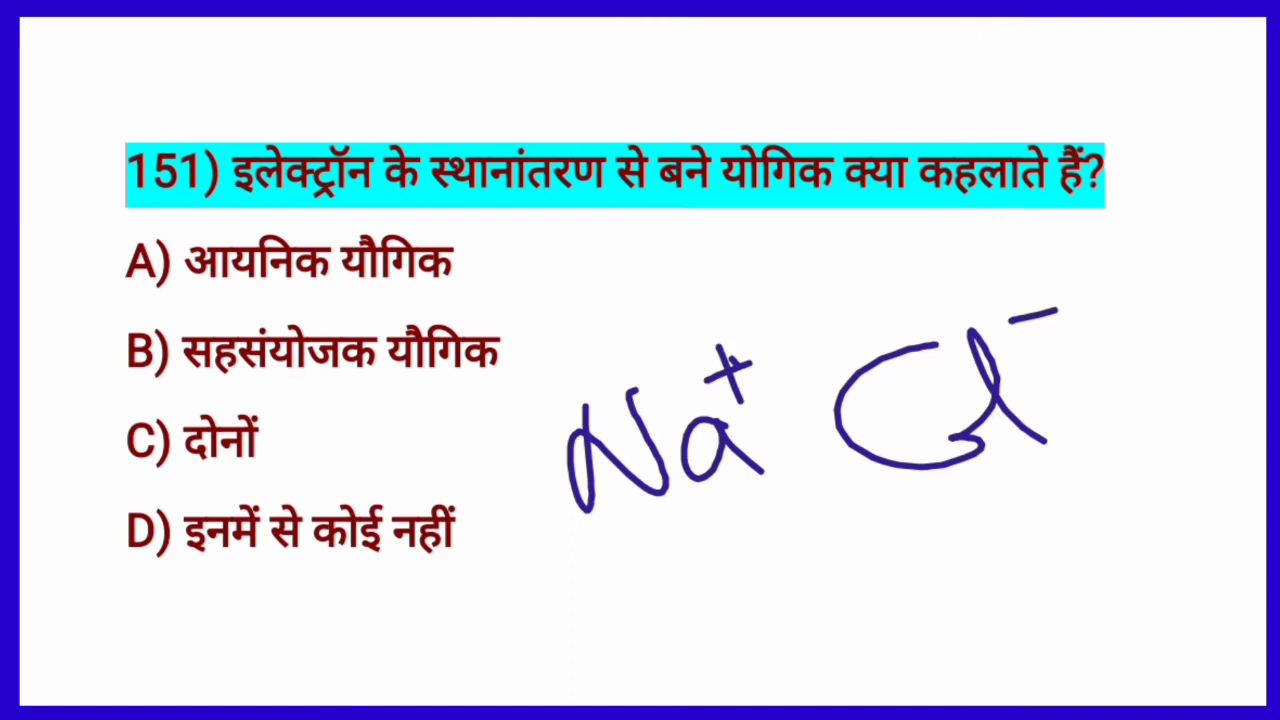 151) इलेक्ट्रॉन के स्थानांतरण से बने योगिक क्या कहलाते हैं?
A) आयनिक यौगिक
B) सहसंयोजक यौगिक
Na⁺ Cl⁻
C) दोनों
D) इनमें से कोई नहीं